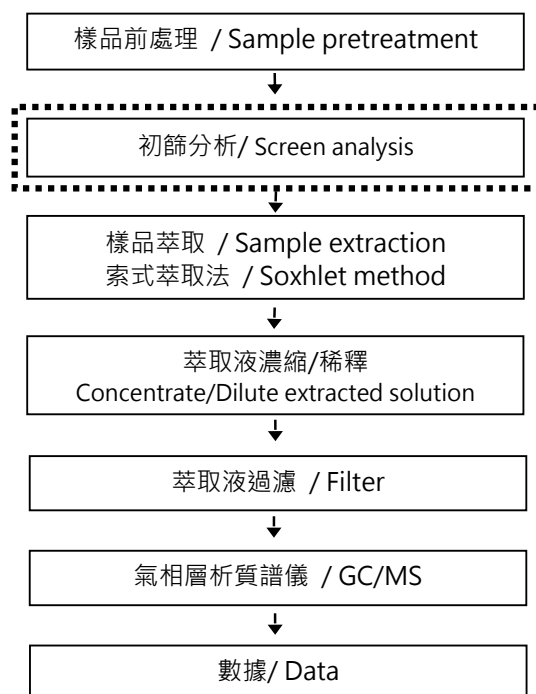 樣品前處理 / Sample pretreatment
初篩分析/ Screen analysis
樣品萃取 / Sample extraction
索式萃取法 / Soxhlet method
萃取液濃縮/稀釋
Concentrate/Dilute extracted solution
萃取液過濾 / Filter
氣相層析質譜儀 / GC/MS
數據/ Data